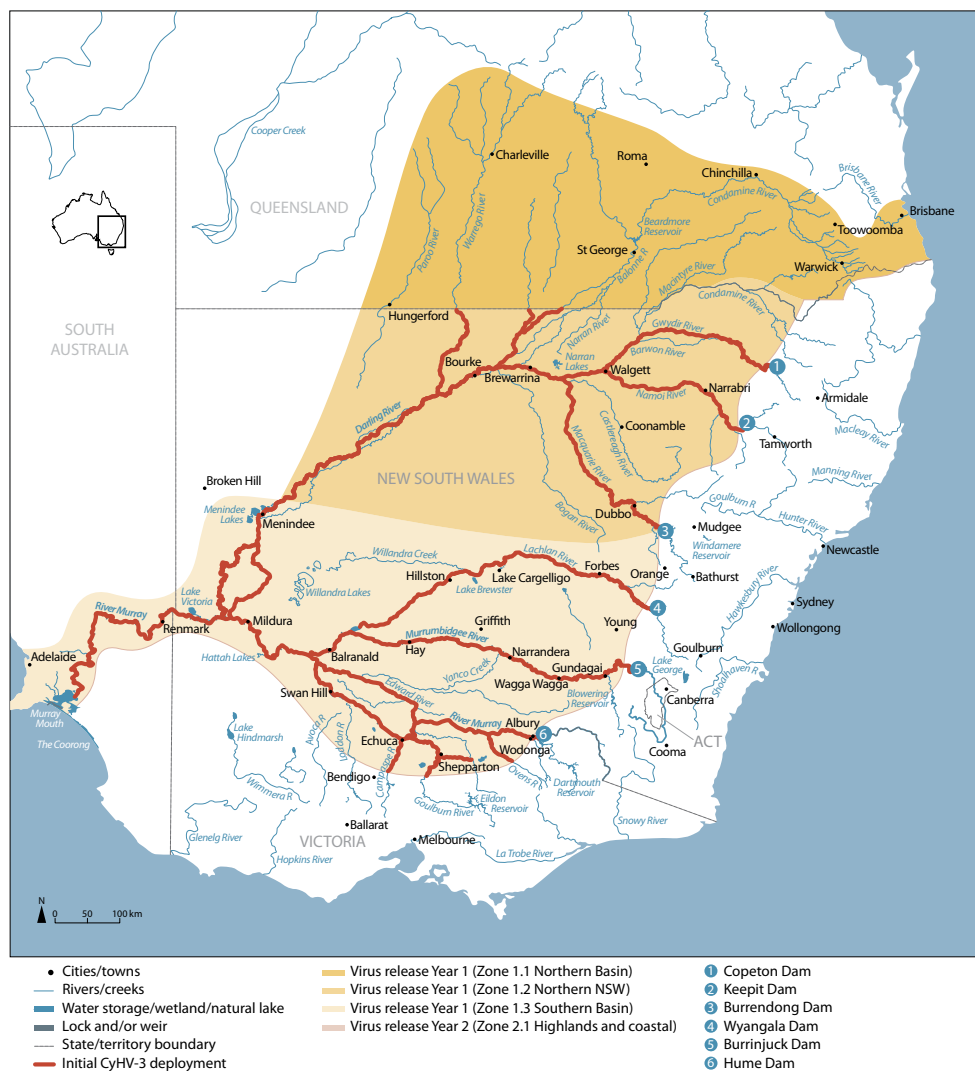 Cooper Creek
Charleville
Roma
Chinchilla
Brisbane River
Condamine River
Brisbane
QUEENSLAND
Warrego River
Paroo River
Beardmore
Reservoir
Toowoomba
St George
Balonne R
Warwick
Macintyre River
Condamine River
Hungerford
SOUTH
AUSTRALIA
Narran River
Gwydir River
Barwon River
Bourke
Brewarrina
Narran
Lakes
Walgett
1
Narrabri
Namoi River
Armidale
Darling River
Castlereagh River
Coonamble
2
Macleay River
Tamworth
Macquarie River
Manning River
Broken Hill
NEW SOUTH WALES
Goulburn R
Menindee
Lakes
Menindee
Bogan River
Dubbo
Mudgee
Hunter River
3
Windamere
Reservoir
Newcastle
Willandra Creek
Lachlan River
Forbes
Orange
Bathurst
Hillston
Lake Cargelligo
Lake Brewster
Willandra Lakes
Hawkesbury River
Lake
Victoria
River Murray
4
Sydney
Renmark
Mildura
Griffith
Young
Wollongong
Murrumbidgee River
Adelaide
Hattah Lakes
Balranald
Hay
Narrandera
Goulburn
Gundagai
5
Lake
George
Yanco Creek
Wagga Wagga
Shoalhaven R
Swan Hill
Edward River
Blowering
Reservoir
Canberra
Murray
Mouth
River Murray
Albury
Lake
Hindmarsh
Avoca R
Loddon R
6
ACT
The Coorong
Echuca
Wodonga
Cooma
Shepparton
Campaspe R
Bendigo
Ovens R
Dartmouth
Reservoir
Wimmera R
Eildon
Reservoir
Goulburn River
Snowy River
Ballarat
Glenelg River
VICTORIA
Melbourne
La Trobe River
Hopkins River
N
0 50 100 km
Cities/towns
Rivers/creeks
Water storage/wetland/natural lake
Lock and/or weir
State/territory boundary
Initial CyHV-3 deployment
Virus release Year 1 (Zone 1.1 Northern Basin)
Virus release Year 1 (Zone 1.2 Northern NSW)
Virus release Year 1 (Zone 1.3 Southern Basin)
Virus release Year 2 (Zone 2.1 Highlands and coastal)
1 Copeton Dam
2 Keepit Dam
3 Burrendong Dam
4 Wyangala Dam
5 Burrinjuck Dam
6 Hume Dam